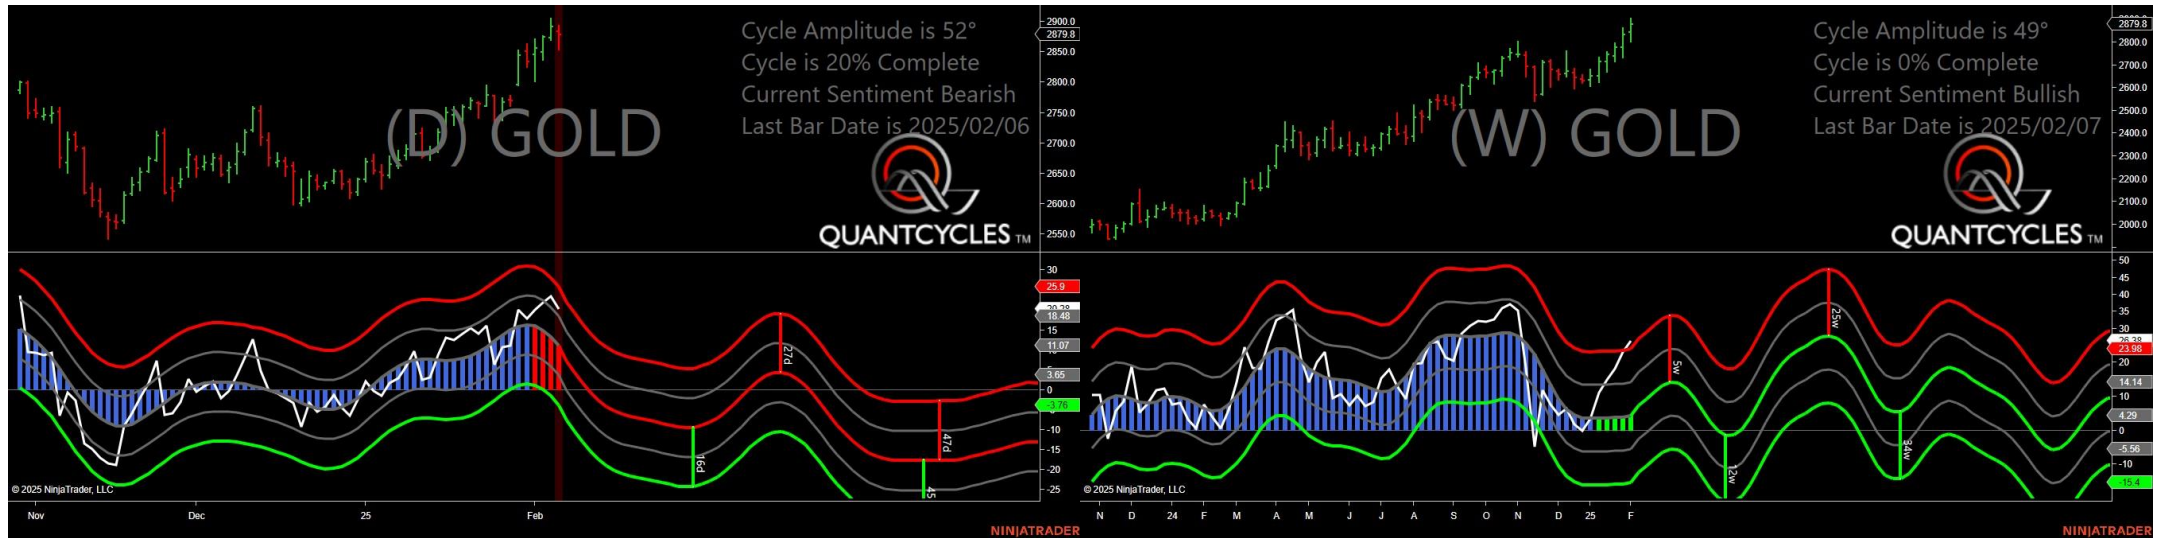 Cycle Amplitude is 52°
Cycle is 20% Complete
Current Sentiment Bearish
Last Bar Date is 2025/02/06
(D) GOLD
QUANTCYCLES TM
2900.0
2879.8
2850.0
2800.0
2750.0
2700.0
2650.0
2600.0
2550.0
30
25.9
18.48
15
11.07
3.65
0
-3.76
-10
-15
-20
-25
16d
27d
47d
45
© 2025 NinjaTrader, LLC
Nov
Dec
25
Feb
NINJATRADER
Cycle Amplitude is 49°
Cycle is 0% Complete
Current Sentiment Bullish
Last Bar Date is 2025/02/07
(W) GOLD
QUANTCYCLES TM
2879.8
2800.0
2700.0
2600.0
2500.0
2400.0
2300.0
2200.0
2100.0
2000.0
50
45
40
35
30
26.38
23.98
20
14.14
10
4.29
0
-5.56
-10
-15.4
5w
12w
25w
34w
© 2025 NinjaTrader, LLC
N
D
24
F
M
A
M
J
J
A
S
O
N
D
25
F
NINJATRADER